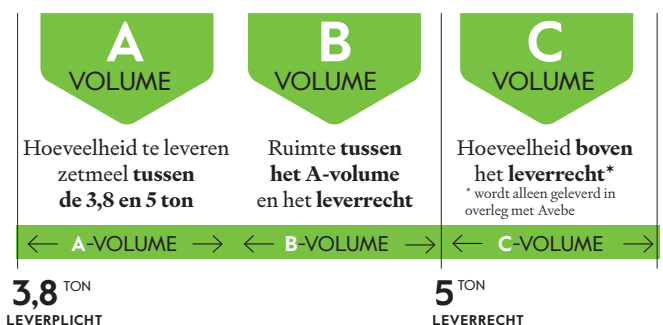 A
VOLUME
Hoeveelheid te leveren
zetmeel tussen
de 3,8 en 5 ton
B
VOLUME
Ruimte tussen
het A-volume
en het leverrecht
C
VOLUME
Hoeveelheid boven
het leverrecht*
* wordt alleen geleverd in
overleg met Avebe
← A-VOLUME →
← B-VOLUME →
← C-VOLUME →
3,8 TON
LEVERPLICHT
5 TON
LEVERRECHT